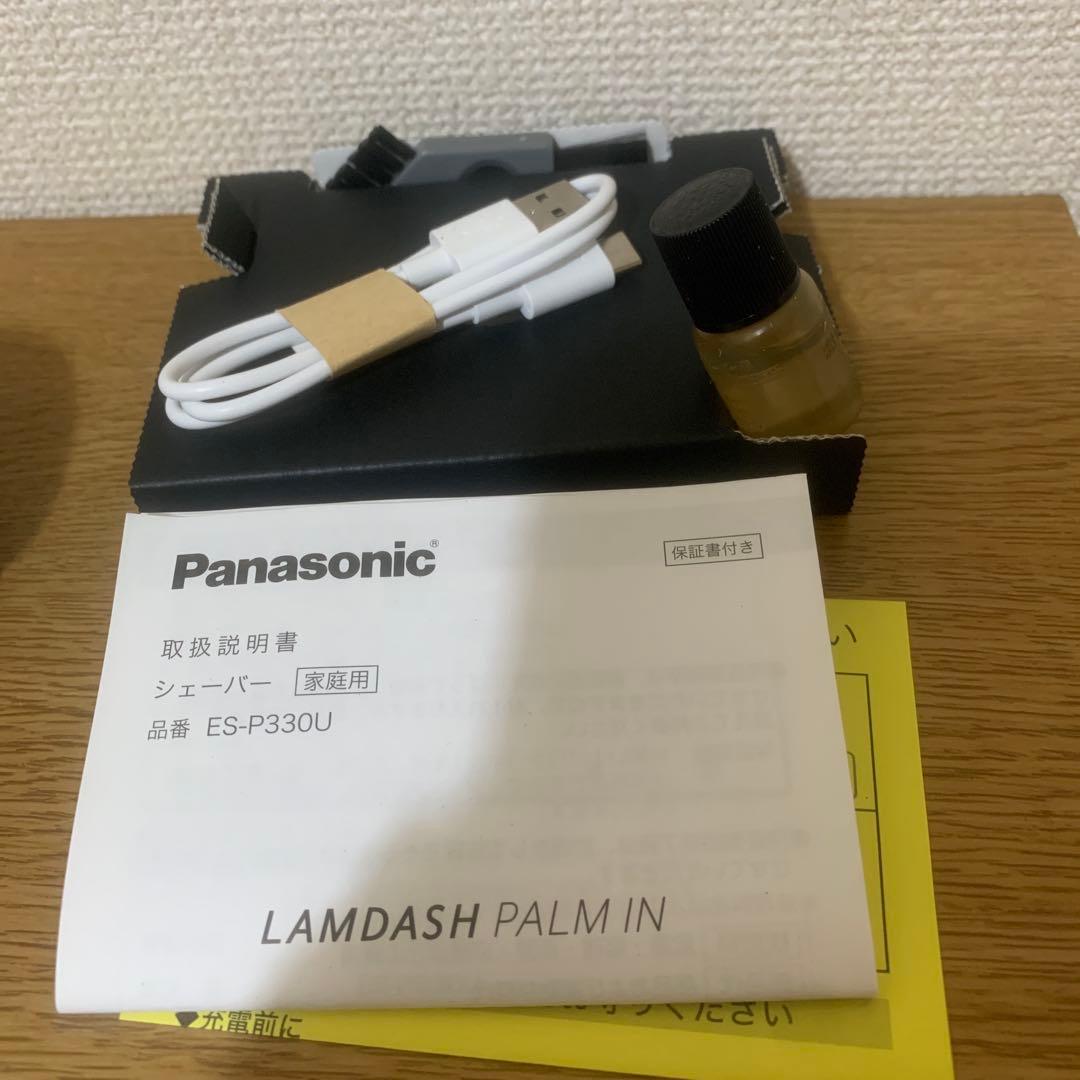 Panasonic®
保証書付き
取扱説明書
シェーバー 家庭用
品番 ES-P330U
LAMDASH PALM IN
い
ください
◆充電前に